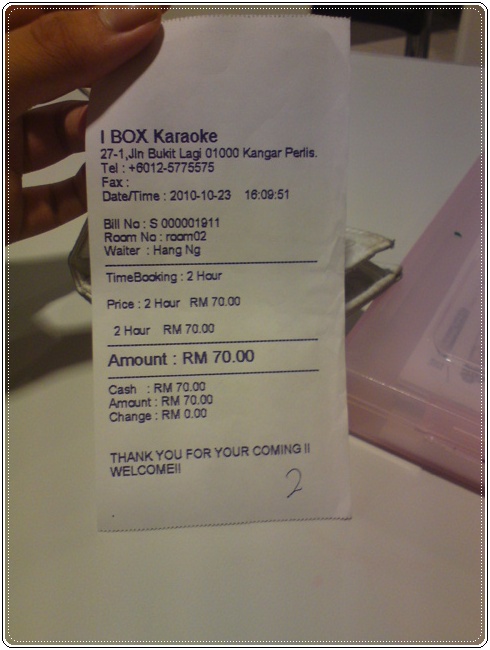 I BOX Karaoke
27-1,Jln Bukit Lagi 01000 Kangar Perlis.
Tel : +6012-5775575
Fax :
Date/Time : 2010-10-23 16:09:51
Bill No : S 000001911
Room No : room02
Waiter : Hang Ng
TimeBooking : 2 Hour
Price : 2 Hour RM 70.00
2 Hour RM 70.00
Amount : RM 70.00
Cash : RM 70.00
Amount : RM 70.00
Change : RM 0.00
THANK YOU FOR YOUR COMING !!
WELCOME!!
2